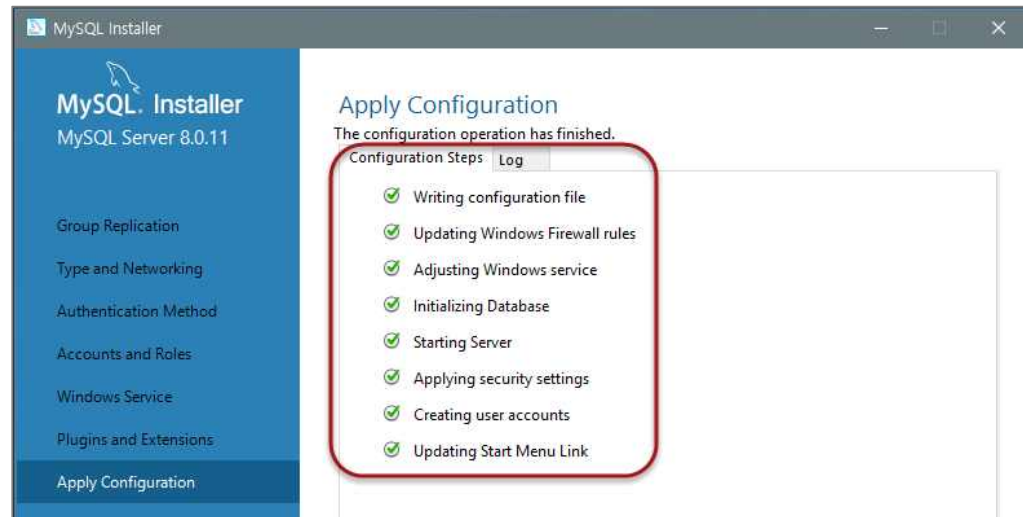 MySQL Installer
MySQL. Installer
MySQL Server 8.0.11
Group Replication
Type and Networking
Authentication Method
Accounts and Roles
Windows Service
Plugins and Extensions
Apply Configuration
Apply Configuration
The configuration operation has finished.
Configuration Steps Log
Writing configuration file
Updating Windows Firewall rules
Adjusting Windows service
Initializing Database
Starting Server
Applying security settings
Creating user accounts
Updating Start Menu Link